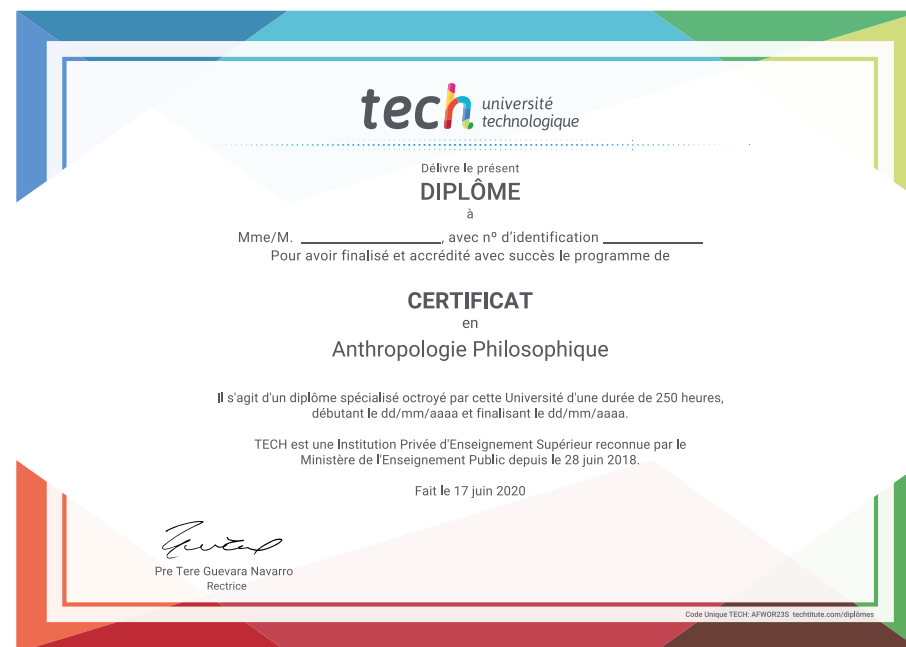 tech université
technologique
Délivre le présent
DIPLÔME
à
Mme/M. ____________________, avec nº d'identification ______________
Pour avoir finalisé et accrédité avec succès le programme de
CERTIFICAT
en
Anthropologie Philosophique
Il s'agit d'un diplôme spécialisé octroyé par cette Université d'une durée de 250 heures,
débutant le dd/mm/aaaa et finalisant le dd/mm/aaaa.
TECH est une Institution Privée d'Enseignement Supérieur reconnue par le
Ministère de l'Enseignement Public depuis le 28 juin 2018.
Fait le 17 juin 2020
Pre Tere Guevara Navarro
Rectrice
Code Unique TECH: AFWOR23S techtitute.com/diplômes